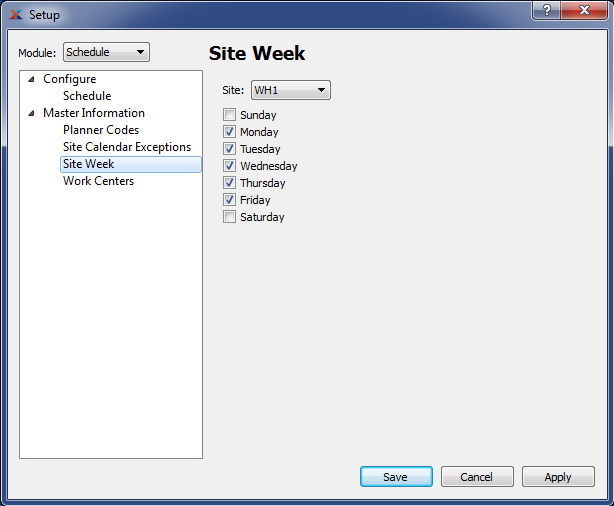 Setup
?
Module: Schedule
Configure
Schedule
Master Information
Planner Codes
Site Calendar Exceptions
Site Week
Work Centers
Site Week
Site: WH1
Sunday
Monday
Tuesday
Wednesday
Thursday
Friday
Saturday
Save Cancel Apply